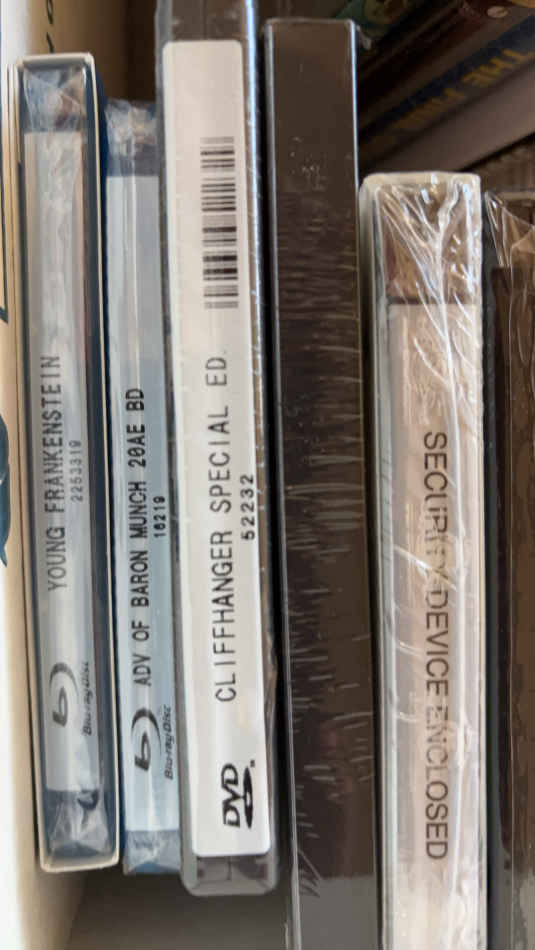 YOUNG FRANKENSTEIN
2253319
Blu-ray Disc
ADV OF BARON MUNCH 20AE BD
16219
Blu-ray Disc
CLIFFHANGER SPECIAL ED.
52232
DVD
SECURITY DEVICE ENCLOSED
THE